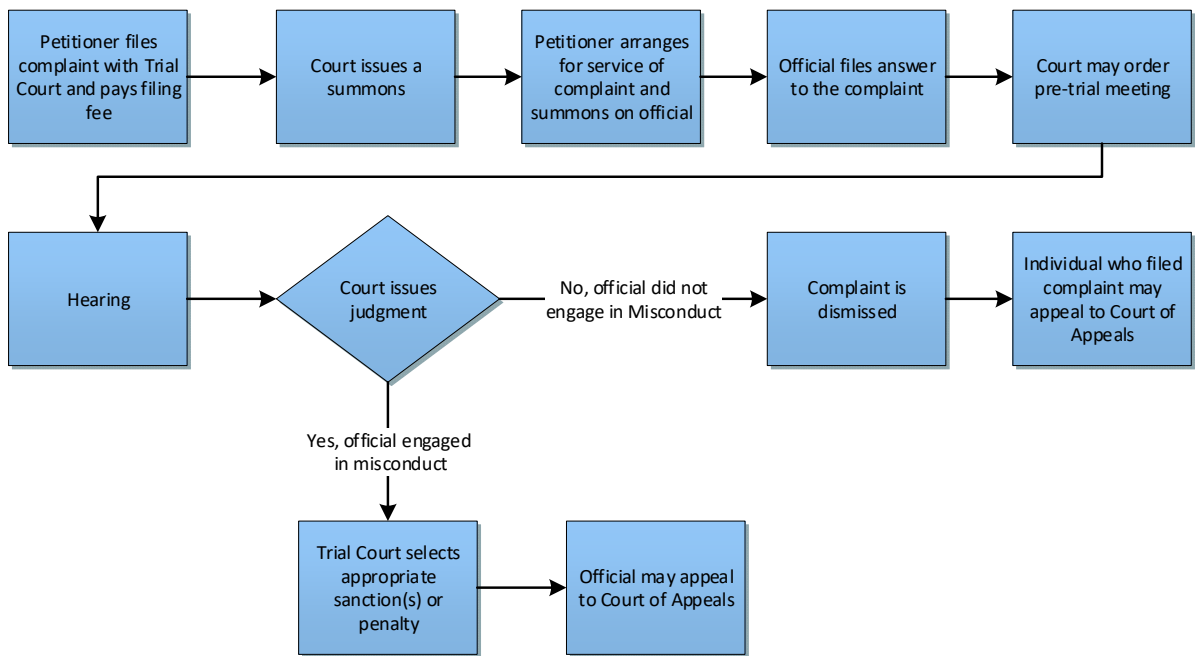 Petitioner files
complaint with Trial
Court and pays filing
fee
Court issues a
summons
Petitioner arranges
for service of
complaint and
summons on official
Official files answer
to the complaint
Court may order
pre-trial meeting
Hearing
Court issues
judgment
No, official did not
engage in Misconduct
Complaint is
dismissed
Individual who filed
complaint may
appeal to Court of
Appeals
Yes, official engaged
in misconduct
Trial Court selects
appropriate
sanction(s) or
penalty
Official may appeal
to Court of Appeals